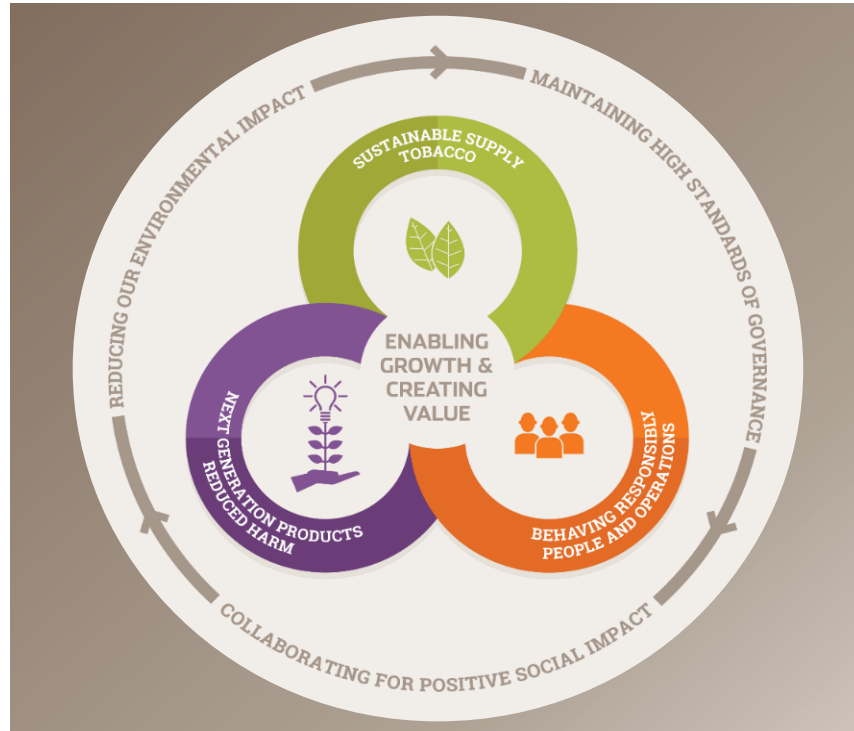 REDUCING OUR ENVIRONMENTAL IMPACT
MAINTAINING HIGH STANDARDS OF GOVERNANCE
SUSTAINABLE SUPPLY
TOBACCO
ENABLING
GROWTH &
CREATING
VALUE
NEXT GENERATION PRODUCTS
REDUCED HARM
BEHAVING RESPONSIBLY
PEOPLE AND OPERATIONS
COLLABORATING FOR POSITIVE SOCIAL IMPACT